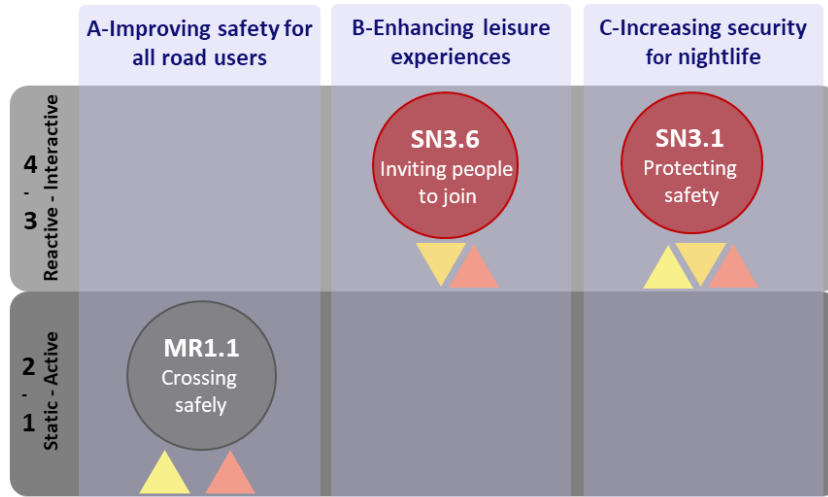 A-Improving safety for
all road users
B-Enhancing leisure
experiences
C-Increasing security
for nightlife
3 - 4
Reactive - Interactive
SN3.6
Inviting people
to join
SN3.1
Protecting
safety
1 - 2
Static - Active
MR1.1
Crossing
safely